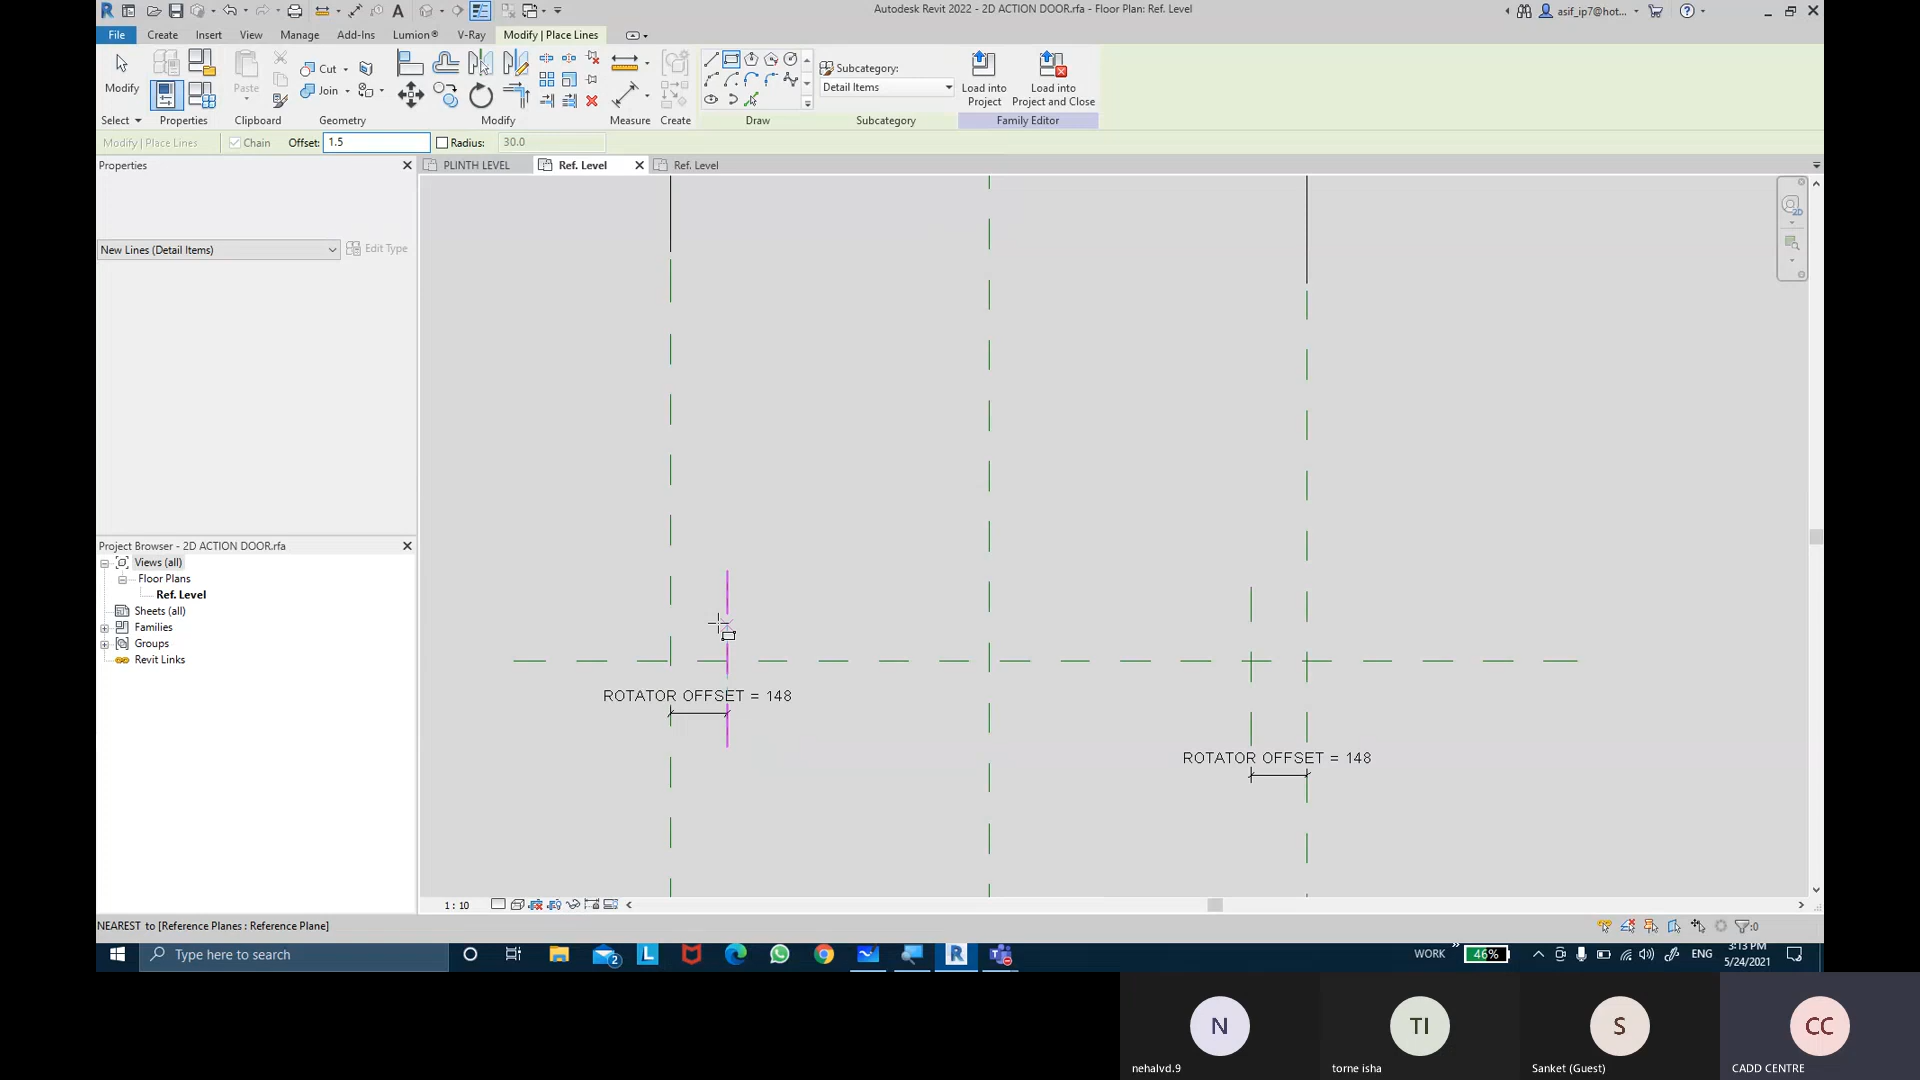 Autodesk Revit 2022 - 2D ACTION DOOR.rfa - Floor Plan: Ref. Level
asif_ip7@hot...
File Create Insert Annotate View Manage Add-Ins Lumion® V-Ray Modify | Place Lines
Modify
Paste
Cut
Join
Subcategory:
Detail Items
Load into
Project
Load into
Project and Close
Select Properties Clipboard Geometry Modify Measure Create Draw Subcategory Family Editor
Modify | Place Lines Chain Offset: 1.5 Radius: 30.0
Properties
PLINTH LEVEL
Ref. Level
Ref. Level
New Lines (Detail Items)
Edit Type
Project Browser - 2D ACTION DOOR.rfa
Views (all)
Floor Plans
Ref. Level
Sheets (all)
Families
Groups
Revit Links
ROTATOR OFFSET = 148
ROTATOR OFFSET = 148
1 : 10
NEAREST to [Reference Planes : Reference Plane]
:0
Type here to search
2
WORK
46%
ENG
3:13 PM
5/24/2021
N
TI
S
CC
nehalvd.9
torne isha
Sanket (Guest)
CADD CENTRE